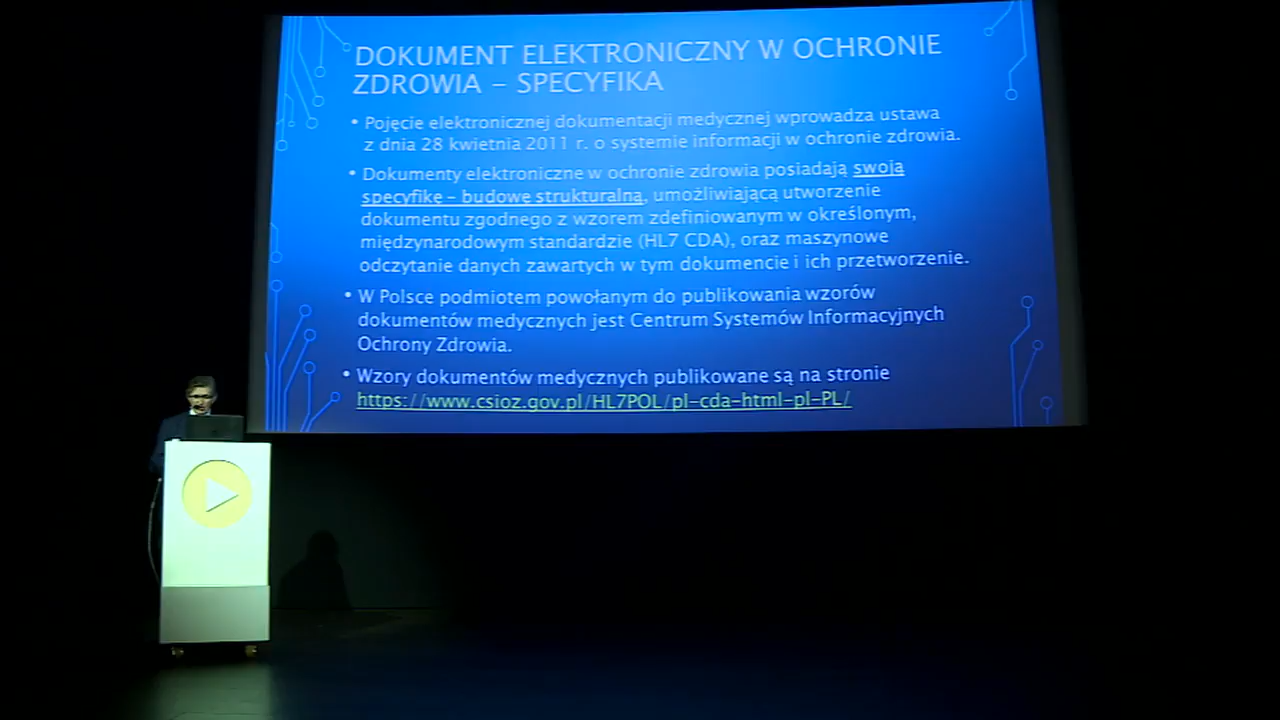 DOKUMENT ELEKTRONICZNY W OCHRONIE
ZDROWIA – SPECYFIKA
• Pojęcie elektronicznej dokumentacji medycznej wprowadza ustawa
z dnia 28 kwietnia 2011 r. o systemie informacji w ochronie zdrowia.
• Dokumenty elektroniczne w ochronie zdrowia posiadają swoją
specyfikę – budowę strukturalną, umożliwiającą utworzenie
dokumentu zgodnego z wzorem zdefiniowanym w określonym,
międzynarodowym standardzie (HL7 CDA), oraz maszynowe
odczytanie danych zawartych w tym dokumencie i ich przetworzenie.
• W Polsce podmiotem powołanym do publikowania wzorów
dokumentów medycznych jest Centrum Systemów Informacyjnych
Ochrony Zdrowia.
• Wzory dokumentów medycznych publikowane są na stronie
https://www.csioz.gov.pl/HL7POL/pl-cda-html-pl-PL/